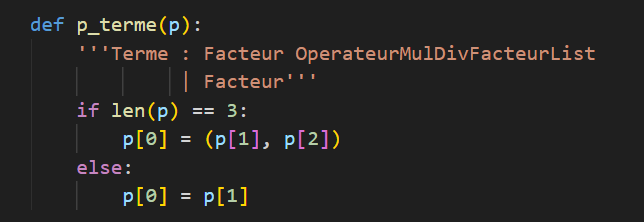 def p_terme(p):
    '''Terme : Facteur OperateurMulDivFacteurList
             | Facteur'''
    if len(p) == 3:
        p[0] = (p[1], p[2])
    else:
        p[0] = p[1]